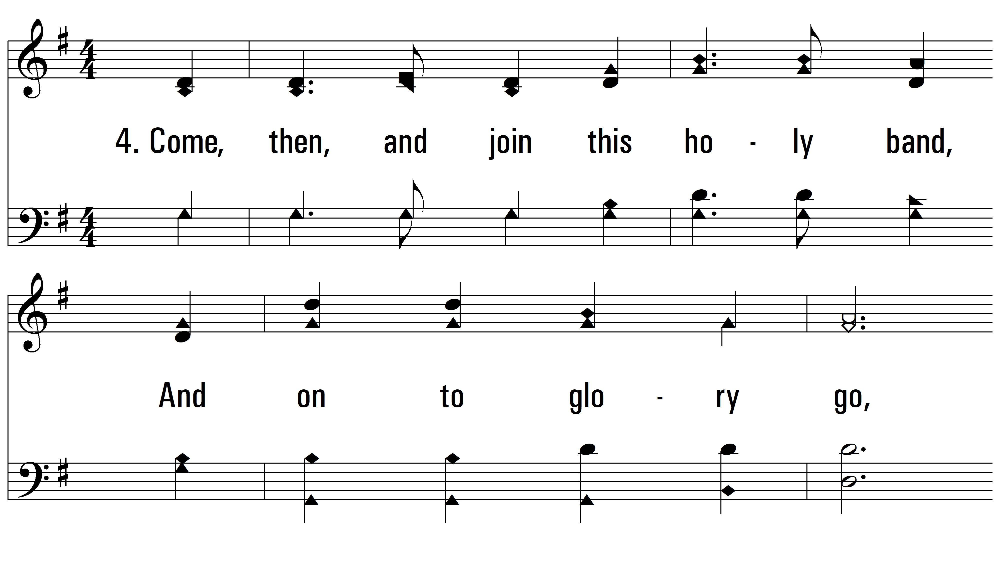 4. Come, then, and join this ho - ly band,
And on to glo - ry go,